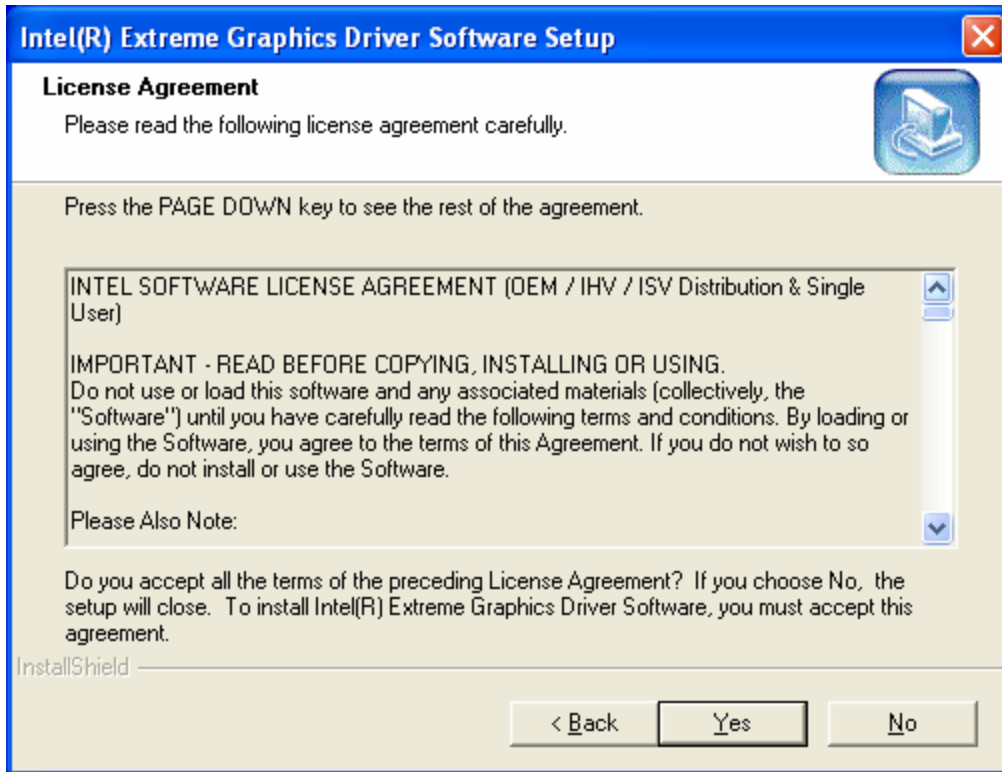 Intel(R) Extreme Graphics Driver Software Setup
License Agreement
Please read the following license agreement carefully.
Press the PAGE DOWN key to see the rest of the agreement.
INTEL SOFTWARE LICENSE AGREEMENT (OEM / IHV / ISV Distribution & Single
User)
IMPORTANT - READ BEFORE COPYING, INSTALLING OR USING.
Do not use or load this software and any associated materials (collectively, the
"Software") until you have carefully read the following terms and conditions. By loading or
using the Software, you agree to the terms of this Agreement. If you do not wish to so
agree, do not install or use the Software.
Please Also Note:
Do you accept all the terms of the preceding License Agreement?  If you choose No,  the
setup will close.  To install Intel(R) Extreme Graphics Driver Software, you must accept this
agreement.
InstallShield
< Back
Yes
No